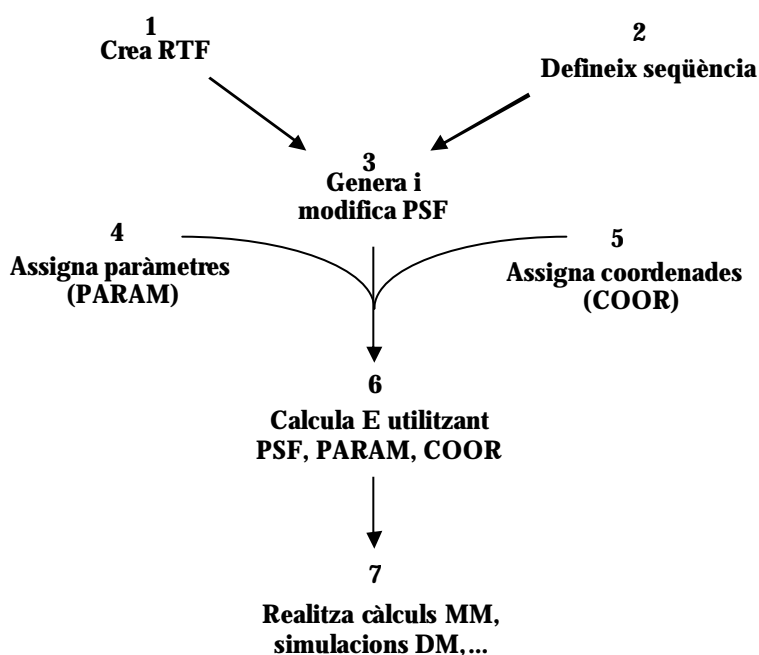 1
Crea RTF
2
Defineix seqüència
3
Genera i
modifica PSF
4
Assigna paràmetres
(PARAM)
5
Assigna coordenades
(COOR)
6
Calcula E utilitzant
PSF, PARAM, COOR
7
Realitza càlculs MM,
simulacions DM,...